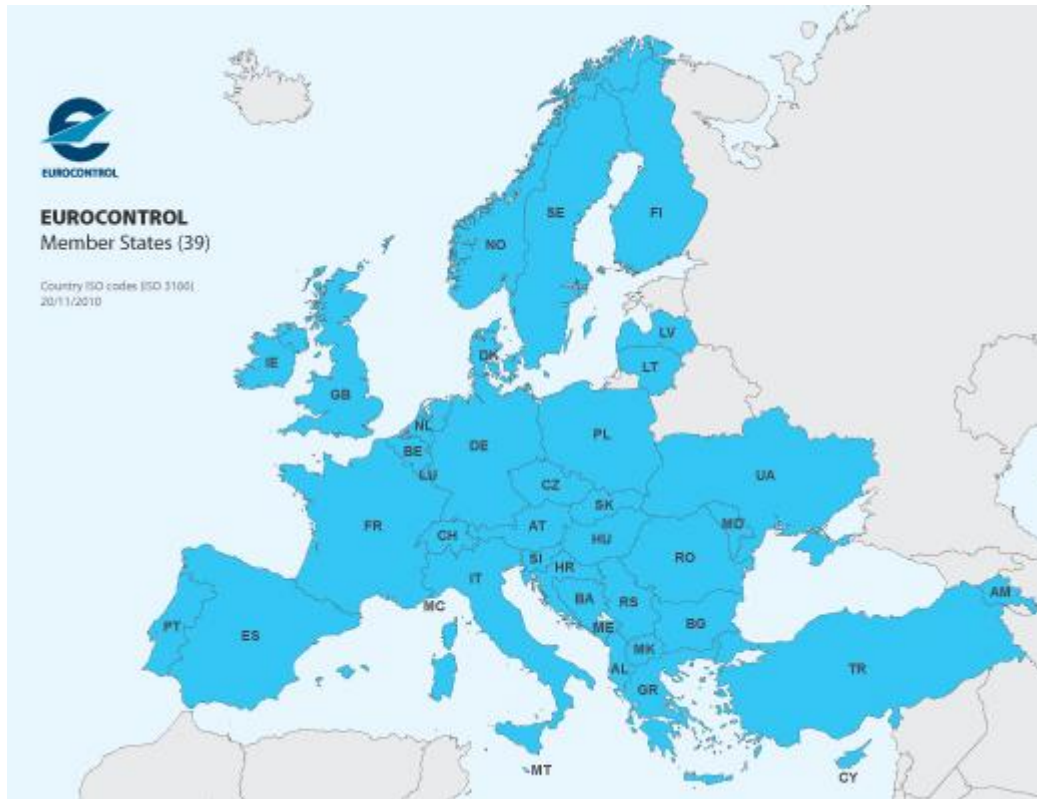 EUROCONTROL
EUROCONTROL
Member States (39)
Country ISO codes (ISO 3166)
20/11/2010
SE
FI
NO
LV
DK
LT
IE
GB
NL
PL
DE
BE
LU
CZ
UA
SK
FR
AT
MD
CH
HU
SI
HR
RO
IT
BA
RS
AM
MC
ME
BG
PT
ES
MK
AL
TR
GR
MT
CY